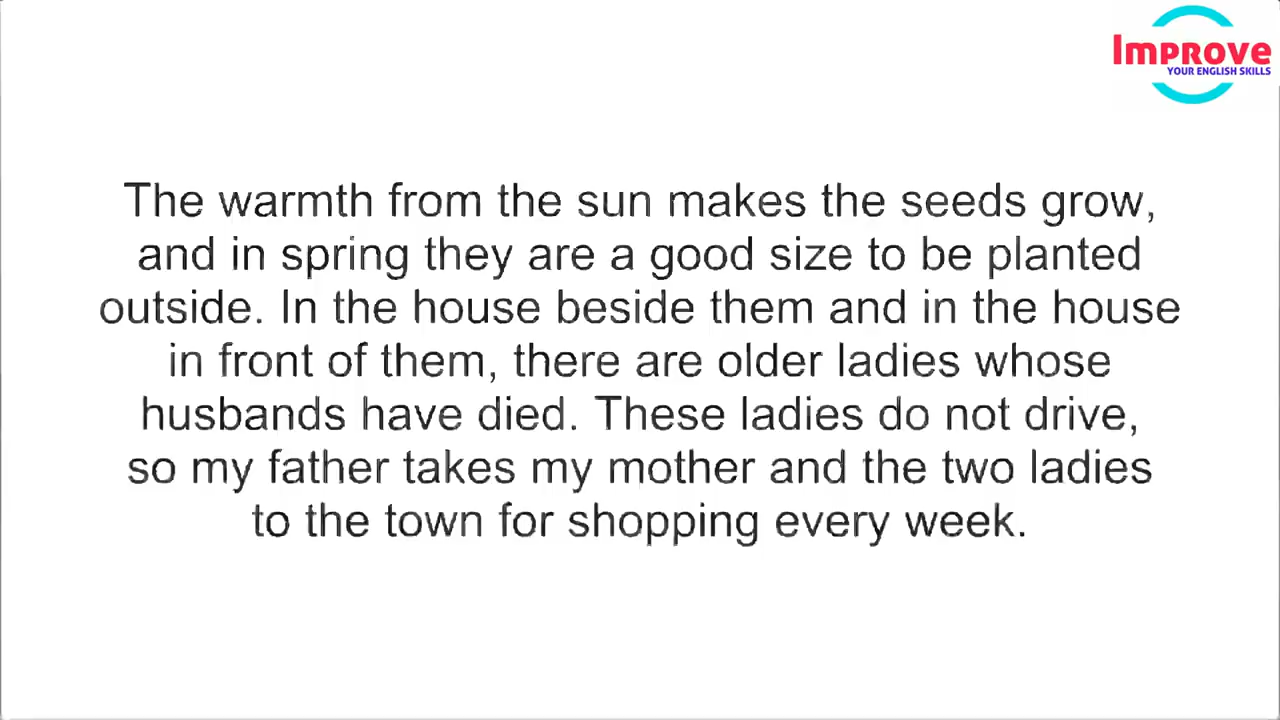 Improve
YOUR ENGLISH SKILLS
The warmth from the sun makes the seeds grow,
and in spring they are a good size to be planted
outside. In the house beside them and in the house
in front of them, there are older ladies whose
husbands have died. These ladies do not drive,
so my father takes my mother and the two ladies
to the town for shopping every week.